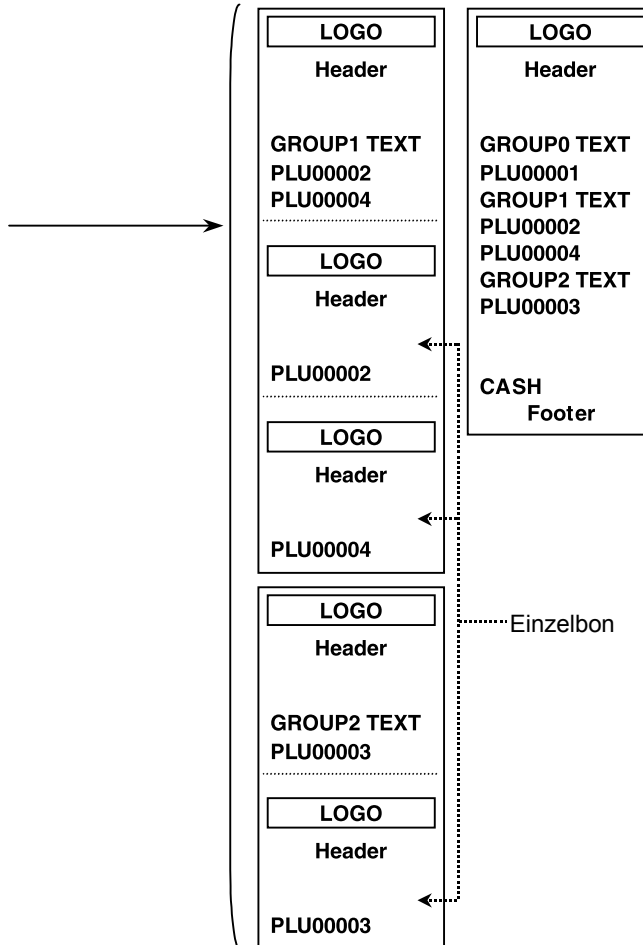 LOGO
Header
GROUP1 TEXT
PLU00002
PLU00004
LOGO
Header
PLU00002
LOGO
Header
PLU00004
LOGO
Header
GROUP2 TEXT
PLU00003
LOGO
Header
PLU00003
LOGO
Header
GROUP0 TEXT
PLU00001
GROUP1 TEXT
PLU00002
PLU00004
GROUP2 TEXT
PLU00003
CASH
Footer
Einzelbon